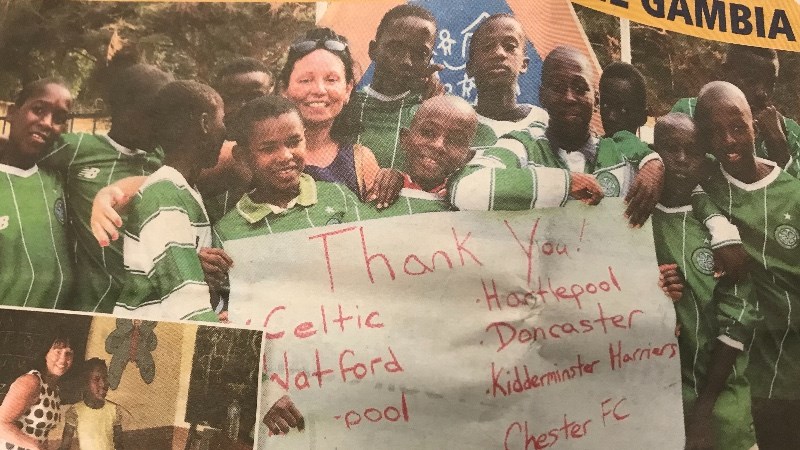 GAMBIA
Thank You!
·Celtic
Watford
-pool
·Hartlepool
·Doncaster
·Kidderminster Harriers
Chester FC